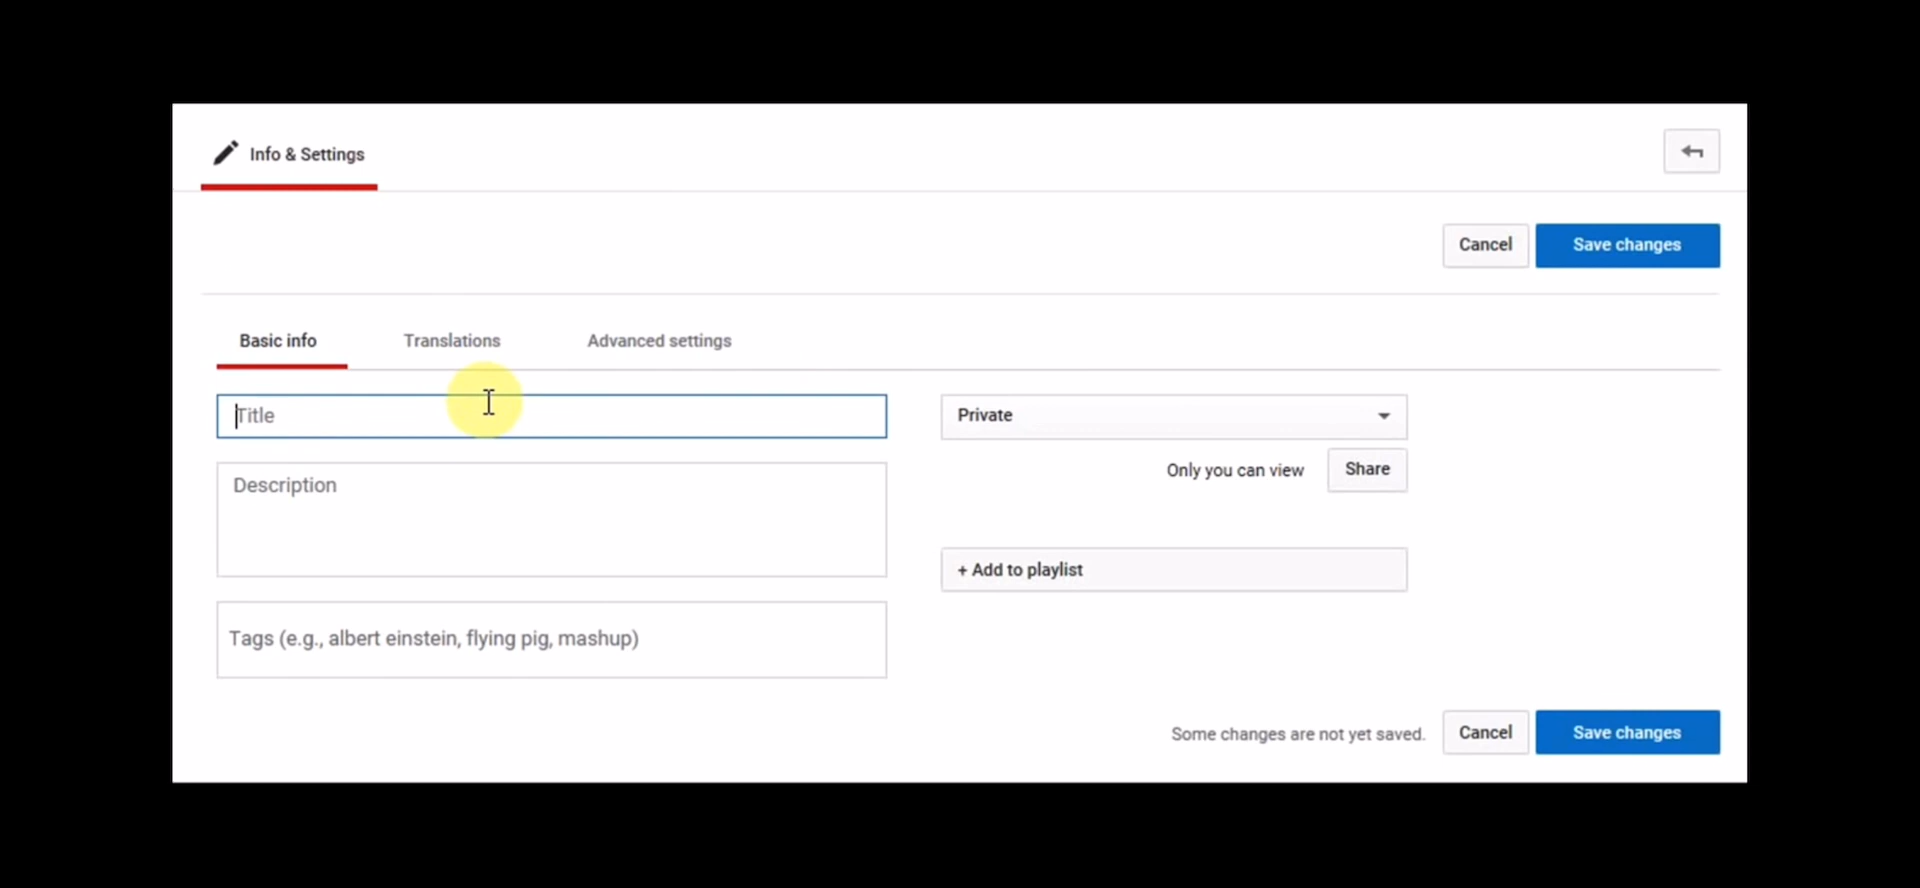 Info & Settings
Cancel
Save changes
Basic info
Translations
Advanced settings
Title
Private
Description
Only you can view
Share
+ Add to playlist
Tags (e.g., albert einstein, flying pig, mashup)
Some changes are not yet saved.
Cancel
Save changes